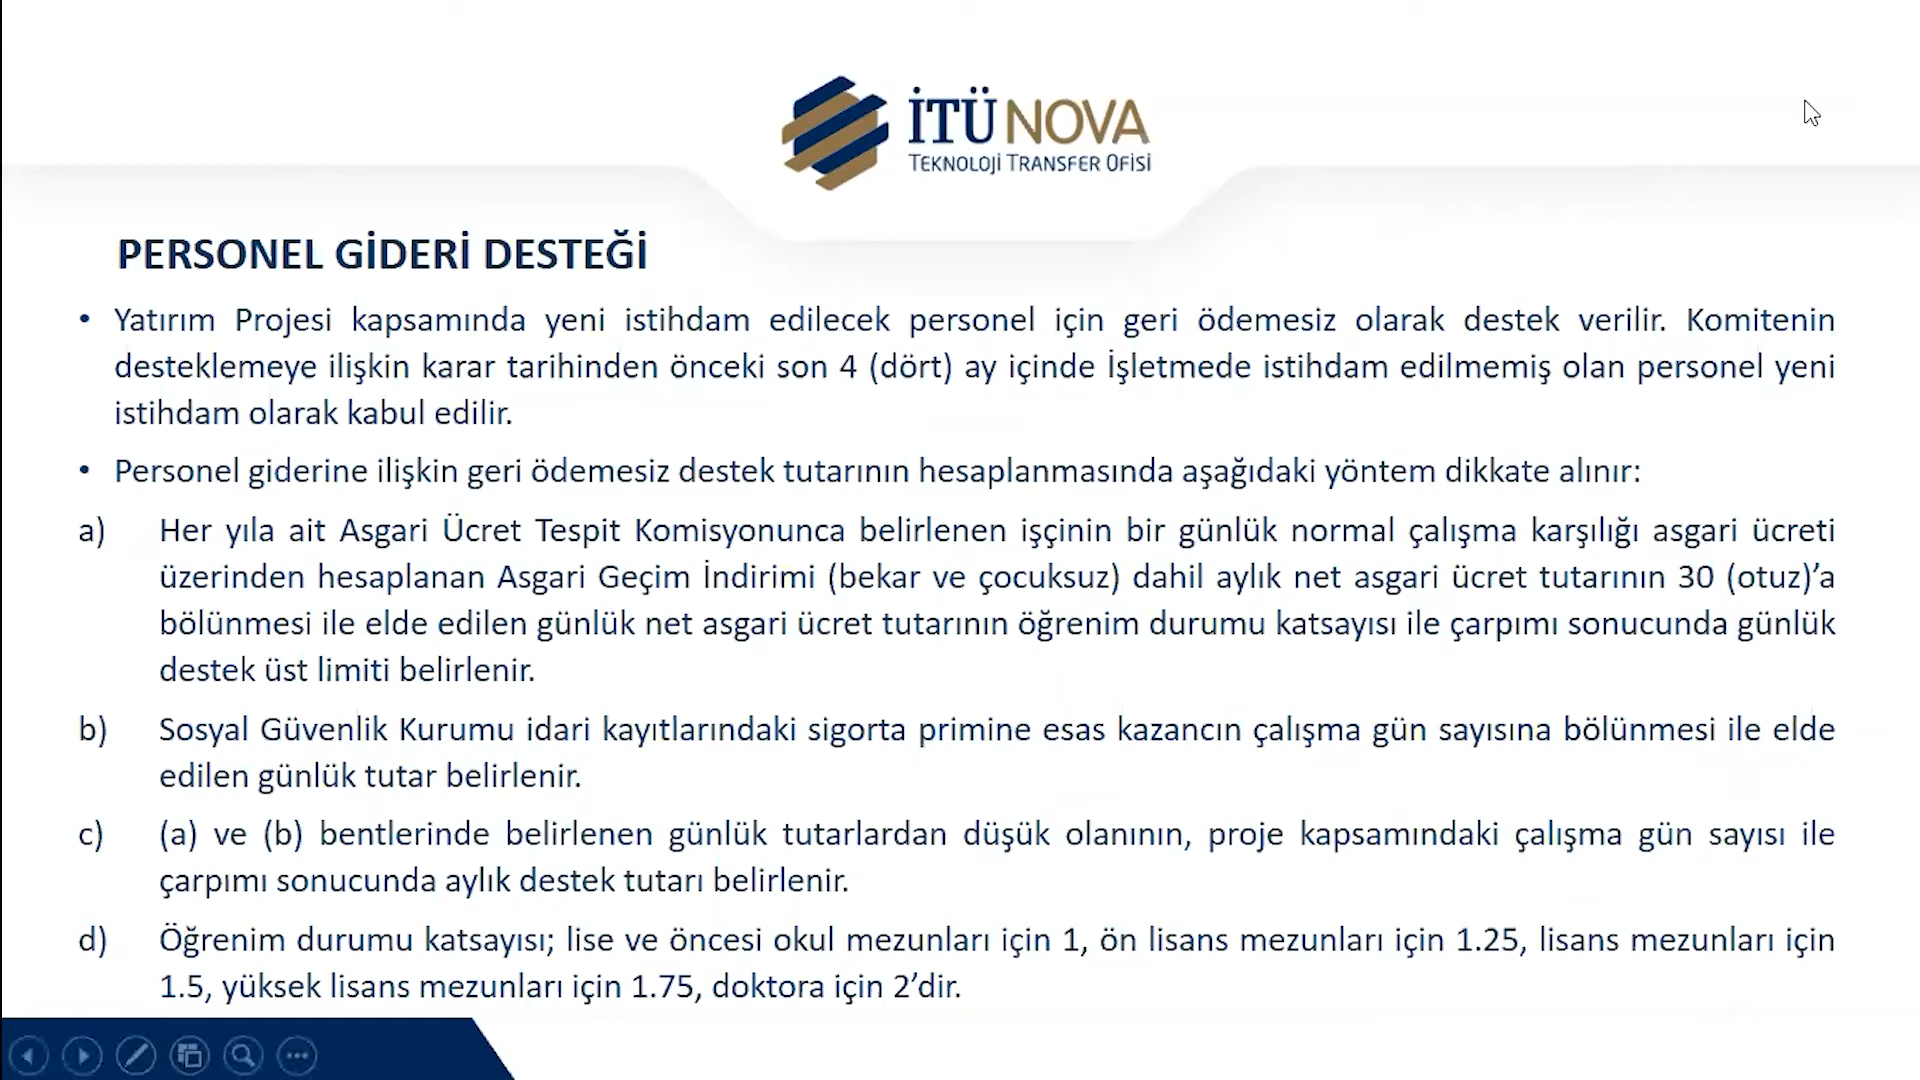 İTÜ NOVA
TEKNOLOJİ TRANSFER OFİSİ
PERSONEL GİDERİ DESTEĞİ
• Yatırım Projesi kapsamında yeni istihdam edilecek personel için geri ödemesiz olarak destek verilir. Komitenin
desteklemeye ilişkin karar tarihinden önceki son 4 (dört) ay içinde İşletmede istihdam edilmemiş olan personel yeni
istihdam olarak kabul edilir.
• Personel giderine ilişkin geri ödemesiz destek tutarının hesaplanmasında aşağıdaki yöntem dikkate alınır:
a) Her yıla ait Asgari Ücret Tespit Komisyonunca belirlenen işçinin bir günlük normal çalışma karşılığı asgari ücreti
üzerinden hesaplanan Asgari Geçim İndirimi (bekar ve çocuksuz) dahil aylık net asgari ücret tutarının 30 (otuz)’a
bölünmesi ile elde edilen günlük net asgari ücret tutarının öğrenim durumu katsayısı ile çarpımı sonucunda günlük
destek üst limiti belirlenir.
b) Sosyal Güvenlik Kurumu idari kayıtlarındaki sigorta primine esas kazancın çalışma gün sayısına bölünmesi ile elde
edilen günlük tutar belirlenir.
c) (a) ve (b) bentlerinde belirlenen günlük tutarlardan düşük olanının, proje kapsamındaki çalışma gün sayısı ile
çarpımı sonucunda aylık destek tutarı belirlenir.
d) Öğrenim durumu katsayısı; lise ve öncesi okul mezunları için 1, ön lisans mezunları için 1.25, lisans mezunları için
1.5, yüksek lisans mezunları için 1.75, doktora için 2’dir.